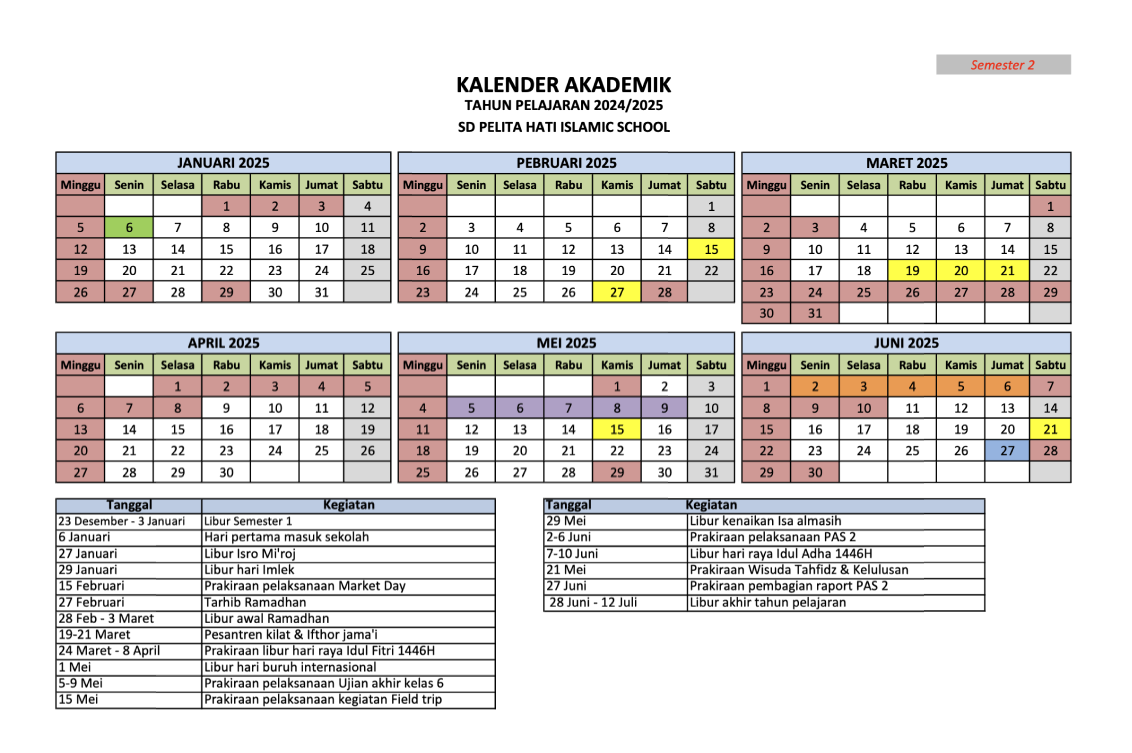 Semester 2
KALENDER AKADEMIK
TAHUN PELAJARAN 2024/2025
SD PELITA HATI ISLAMIC SCHOOL
JANUARI 2025
Minggu Senin Selasa Rabu Kamis Jumat Sabtu
1 2 3 4
5 6 7 8 9 10 11
12 13 14 15 16 17 18
19 20 21 22 23 24 25
26 27 28 29 30 31
PEBRUARI 2025
Minggu Senin Selasa Rabu Kamis Jumat Sabtu
1
2 3 4 5 6 7 8
9 10 11 12 13 14 15
16 17 18 19 20 21 22
23 24 25 26 27 28
MARET 2025
Minggu Senin Selasa Rabu Kamis Jumat Sabtu
1
2 3 4 5 6 7 8
9 10 11 12 13 14 15
16 17 18 19 20 21 22
23 24 25 26 27 28 29
30 31
APRIL 2025
Minggu Senin Selasa Rabu Kamis Jumat Sabtu
1 2 3 4 5
6 7 8 9 10 11 12
13 14 15 16 17 18 19
20 21 22 23 24 25 26
27 28 29 30
MEI 2025
Minggu Senin Selasa Rabu Kamis Jumat Sabtu
1 2 3
4 5 6 7 8 9 10
11 12 13 14 15 16 17
18 19 20 21 22 23 24
25 26 27 28 29 30 31
JUNI 2025
Minggu Senin Selasa Rabu Kamis Jumat Sabtu
1 2 3 4 5 6 7
8 9 10 11 12 13 14
15 16 17 18 19 20 21
22 23 24 25 26 27 28
29 30
Tanggal Kegiatan
23 Desember - 3 Januari Libur Semester 1
6 Januari Hari pertama masuk sekolah
27 Januari Libur Isro Mi'roj
29 Januari Libur hari Imlek
15 Februari Prakiraan pelaksanaan Market Day
27 Februari Tarhib Ramadhan
28 Feb - 3 Maret Libur awal Ramadhan
19-21 Maret Pesantren kilat & Ifthor jama'i
24 Maret - 8 April Prakiraan libur hari raya Idul Fitri 1446H
1 Mei Libur hari buruh internasional
5-9 Mei Prakiraan pelaksanaan Ujian akhir kelas 6
15 Mei Prakiraan pelaksanaan kegiatan Field trip
Tanggal Kegiatan
29 Mei Libur kenaikan Isa almasih
2-6 Juni Prakiraan pelaksanaan PAS 2
7-10 Juni Libur hari raya Idul Adha 1446H
21 Mei Prakiraan Wisuda Tahfidz & Kelulusan
27 Juni Prakiraan pembagian raport PAS 2
28 Juni - 12 Juli Libur akhir tahun pelajaran